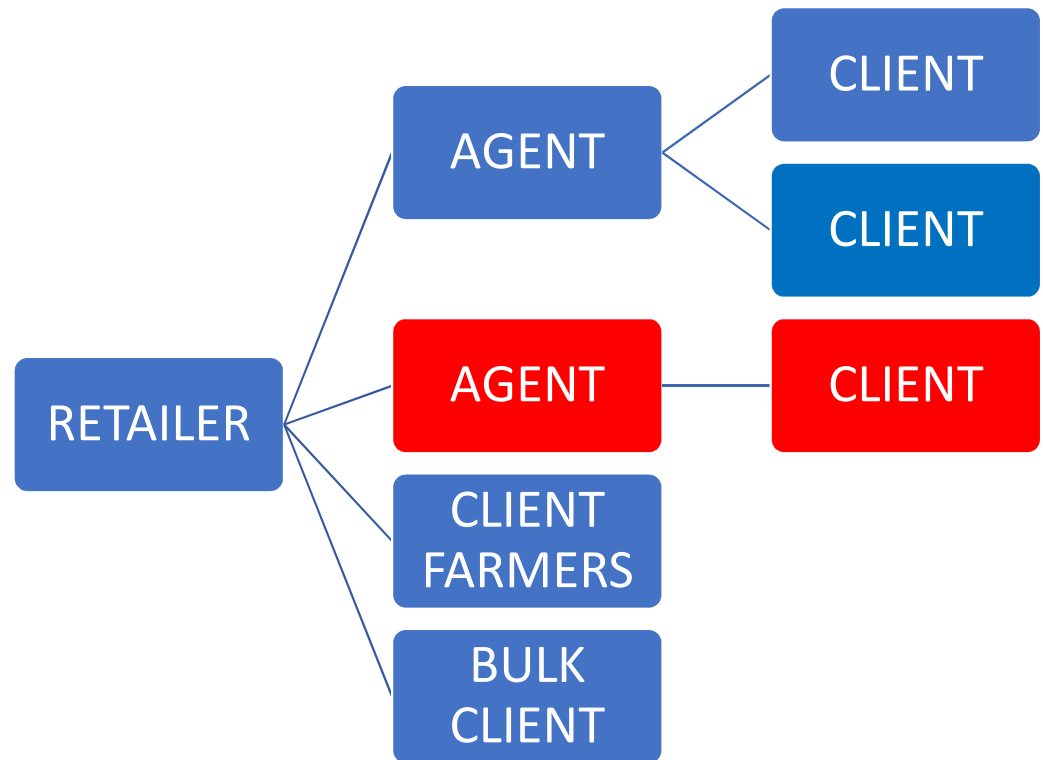 RETAILER
AGENT
CLIENT
CLIENT
AGENT
CLIENT
CLIENT
FARMERS
BULK
CLIENT